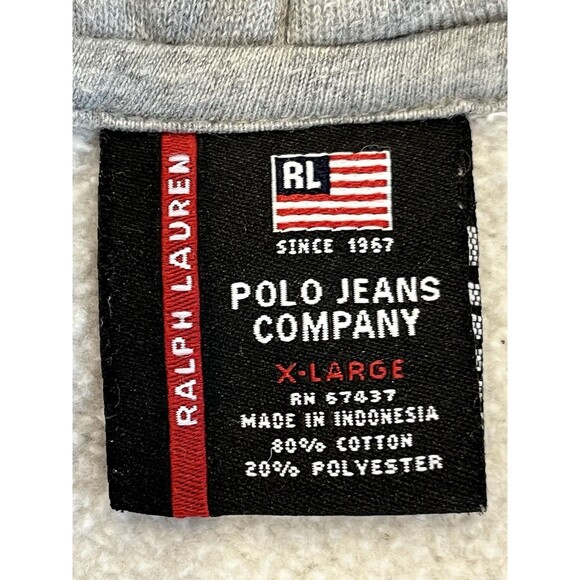 RALPH LAUREN
RL
SINCE 1967
POLO JEANS
COMPANY
X-LARGE
RN 67437
MADE IN INDONESIA
80% COTTON
20% POLYESTER